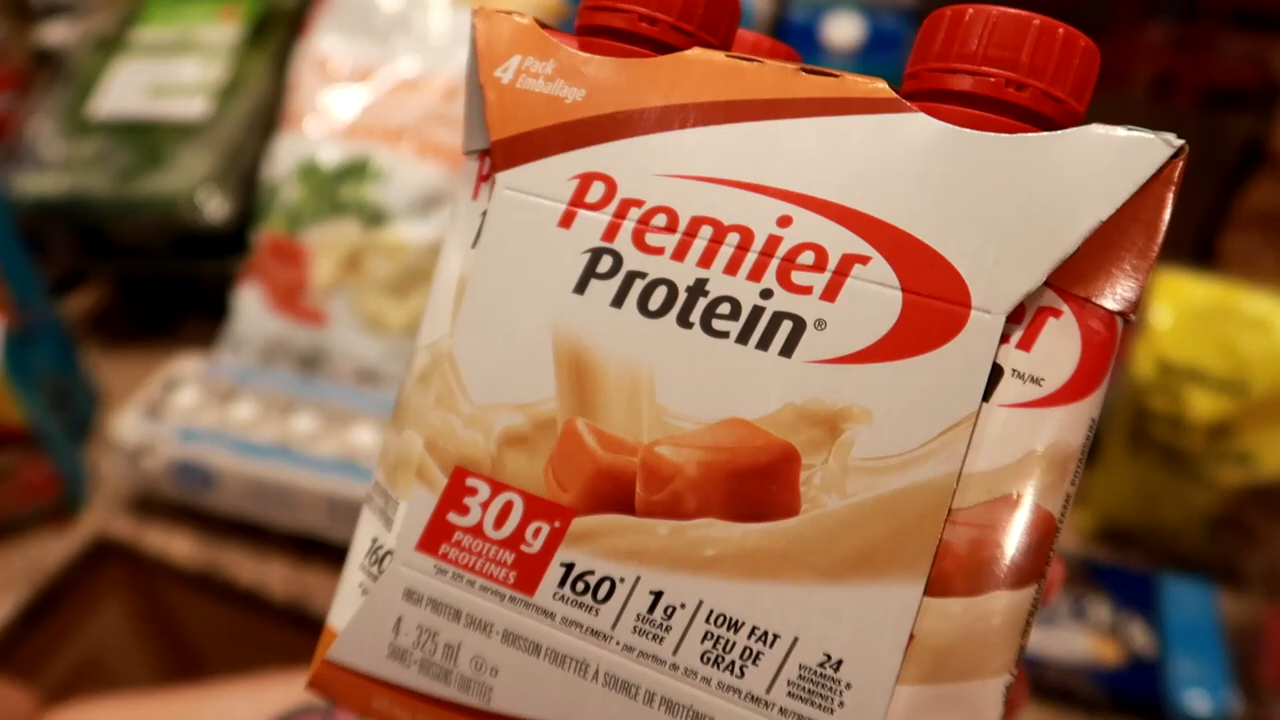 4 Pack
Emballage
Premier
Protein®
TM/MC
30 g*
PROTEIN
PROTÉINES
160*
CALORIES
1g*
SUGAR
SUCRE
LOW FAT
PEU DE
GRAS
24
VITAMINS &
MINERALS
VITAMINES &
MINÉRAUX
*per 325 mL serving NUTRITIONAL SUPPLEMENT • par portion de 325 mL SUPPLÉMENT
HIGH PROTEIN SHAKE • BOISSON FOUETTÉE À SOURCE DE PROTÉINES
4 - 325 ml
SHAKES • BOISSONS FOUETTÉES
160